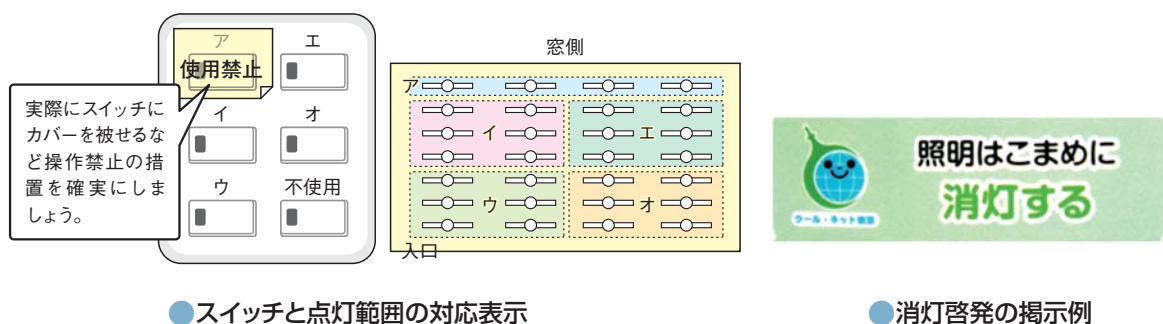 ア
エ
使用禁止
実際にスイッチに
カバーを被せるな
ど操作禁止の措
置を確実にしま
しょう。
イ
オ
ウ
不使用
窓側
ア
イ
エ
ウ
オ
入口
照明はこまめに
消灯する
●スイッチと点灯範囲の対応表示
●消灯啓発の掲示例